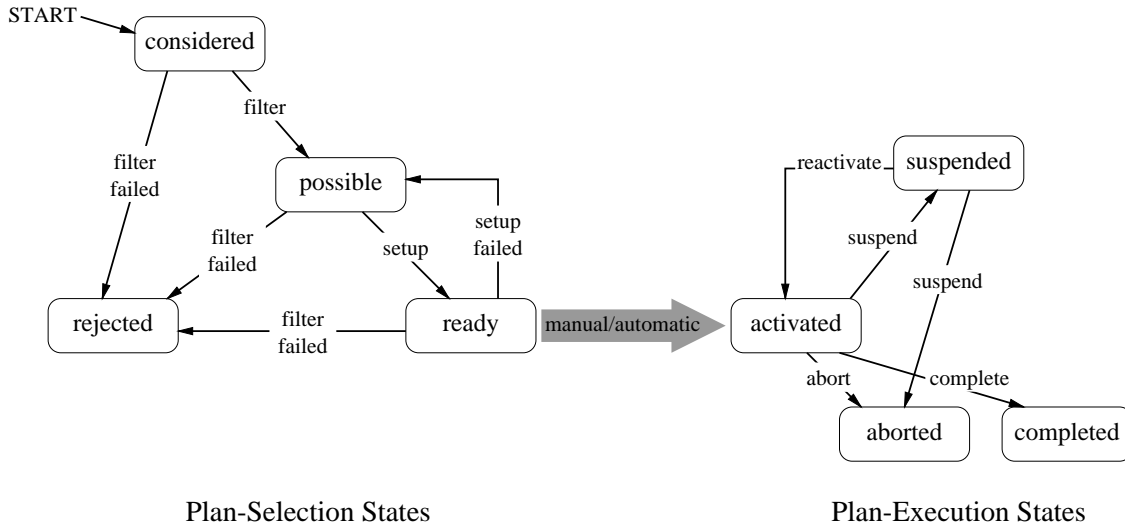 START
considered
filter
filter
failed
possible
filter
failed
setup
setup
failed
rejected
filter
failed
ready
manual/automatic
reactivate
suspended
suspend
suspend
activated
abort
complete
aborted
completed
Plan-Selection States
Plan-Execution States